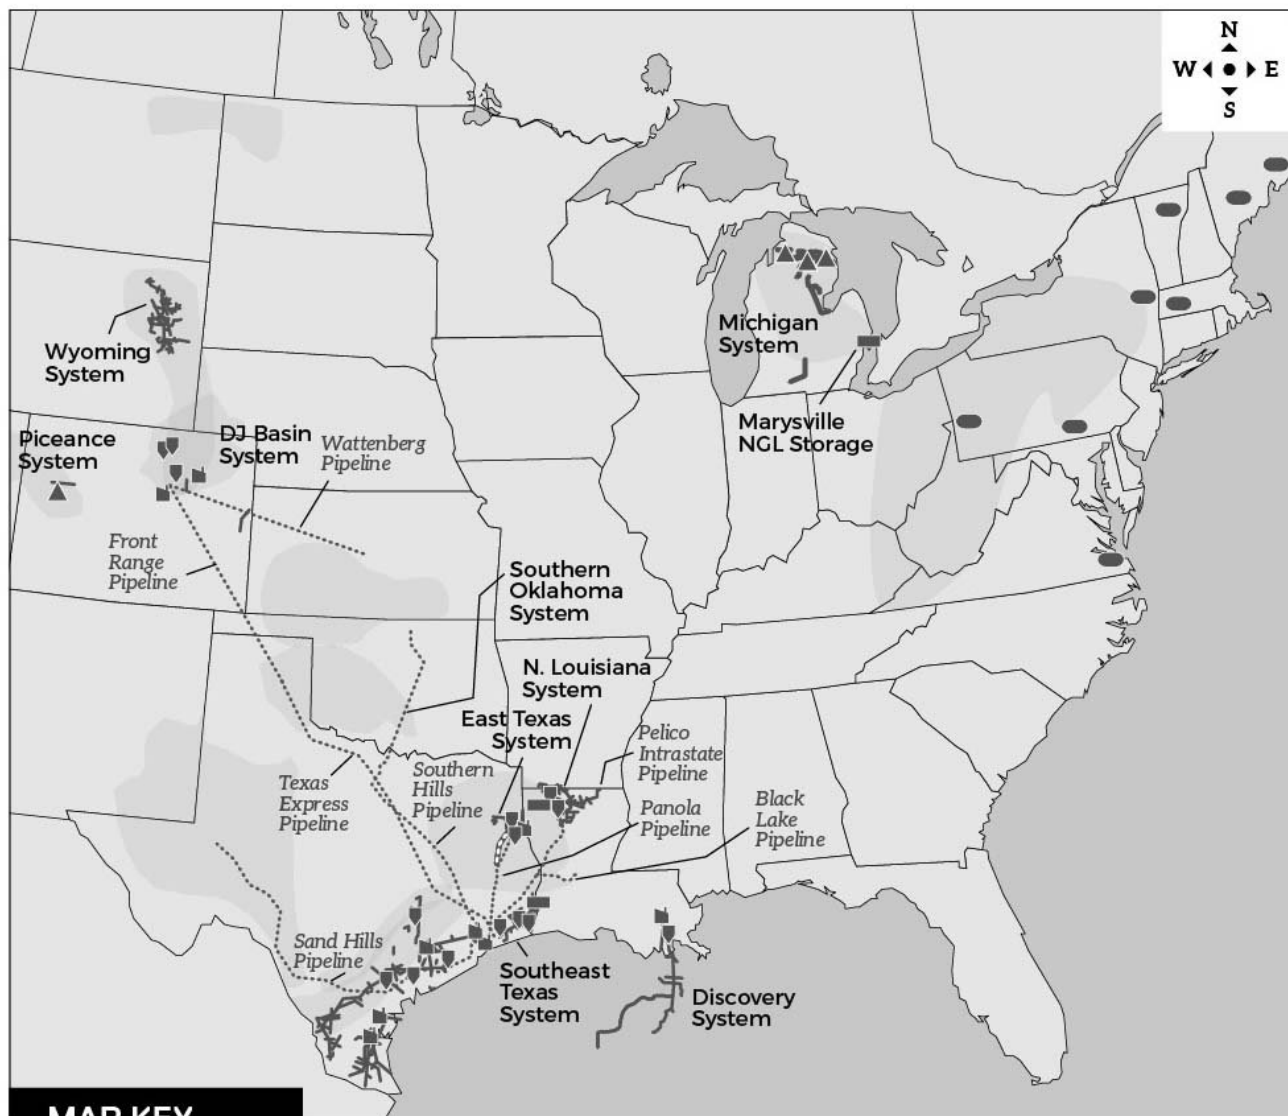 N
W E
S
Wyoming
System
Michigan
System
Marysville
NGL Storage
Piceance
System
DJ Basin
System
Wattenberg
Pipeline
Front
Range
Pipeline
Southern
Oklahoma
System
N. Louisiana
System
East Texas
System
Pelico
Intrastate
Pipeline
Texas
Express
Pipeline
Southern
Hills
Pipeline
Panola
Pipeline
Black
Lake
Pipeline
Sand Hills
Pipeline
Southeast
Texas
System
Discovery
System
MAP KEY